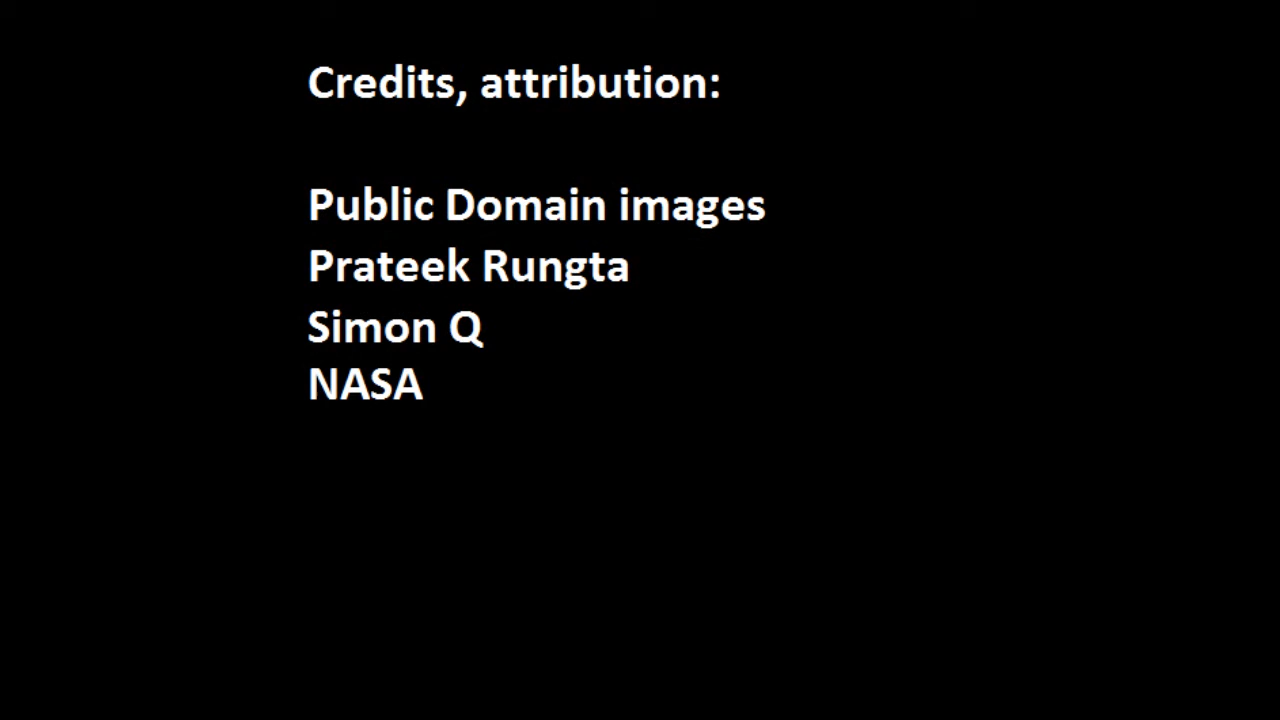 Credits, attribution:
Public Domain images
Prateek Rungta
Simon Q
NASA